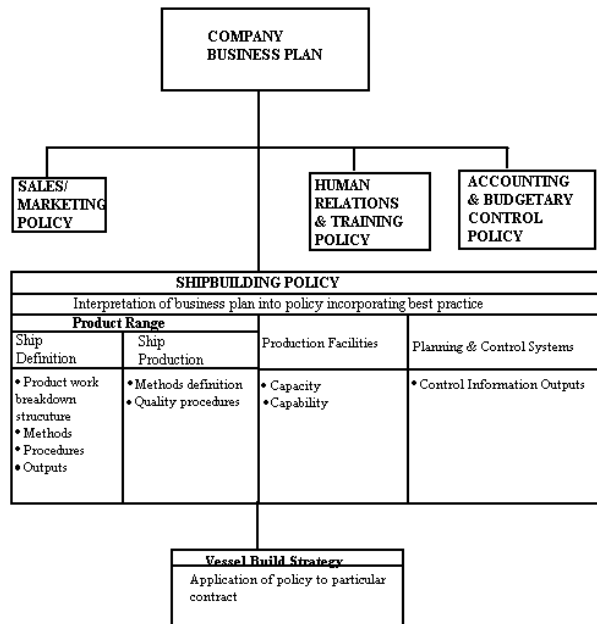 COMPANY
BUSINESS PLAN
SALES/
MARKETING
POLICY
HUMAN
RELATIONS
& TRAINING
POLICY
ACCOUNTING
& BUDGETARY
CONTROL
POLICY
SHIPBUILDING POLICY
Interpretation of business plan into policy incorporating best practice
Product Range
Ship
Definition
Ship
Production
Production Facilities
Planning & Control Systems
• Product work
breakdown
strucuture
• Methods
• Procedures
• Outputs
• Methods definition
• Quality procedures
• Capacity
• Capability
• Control Information Outputs
Vessel Build Strategy
Application of policy to particular
contract